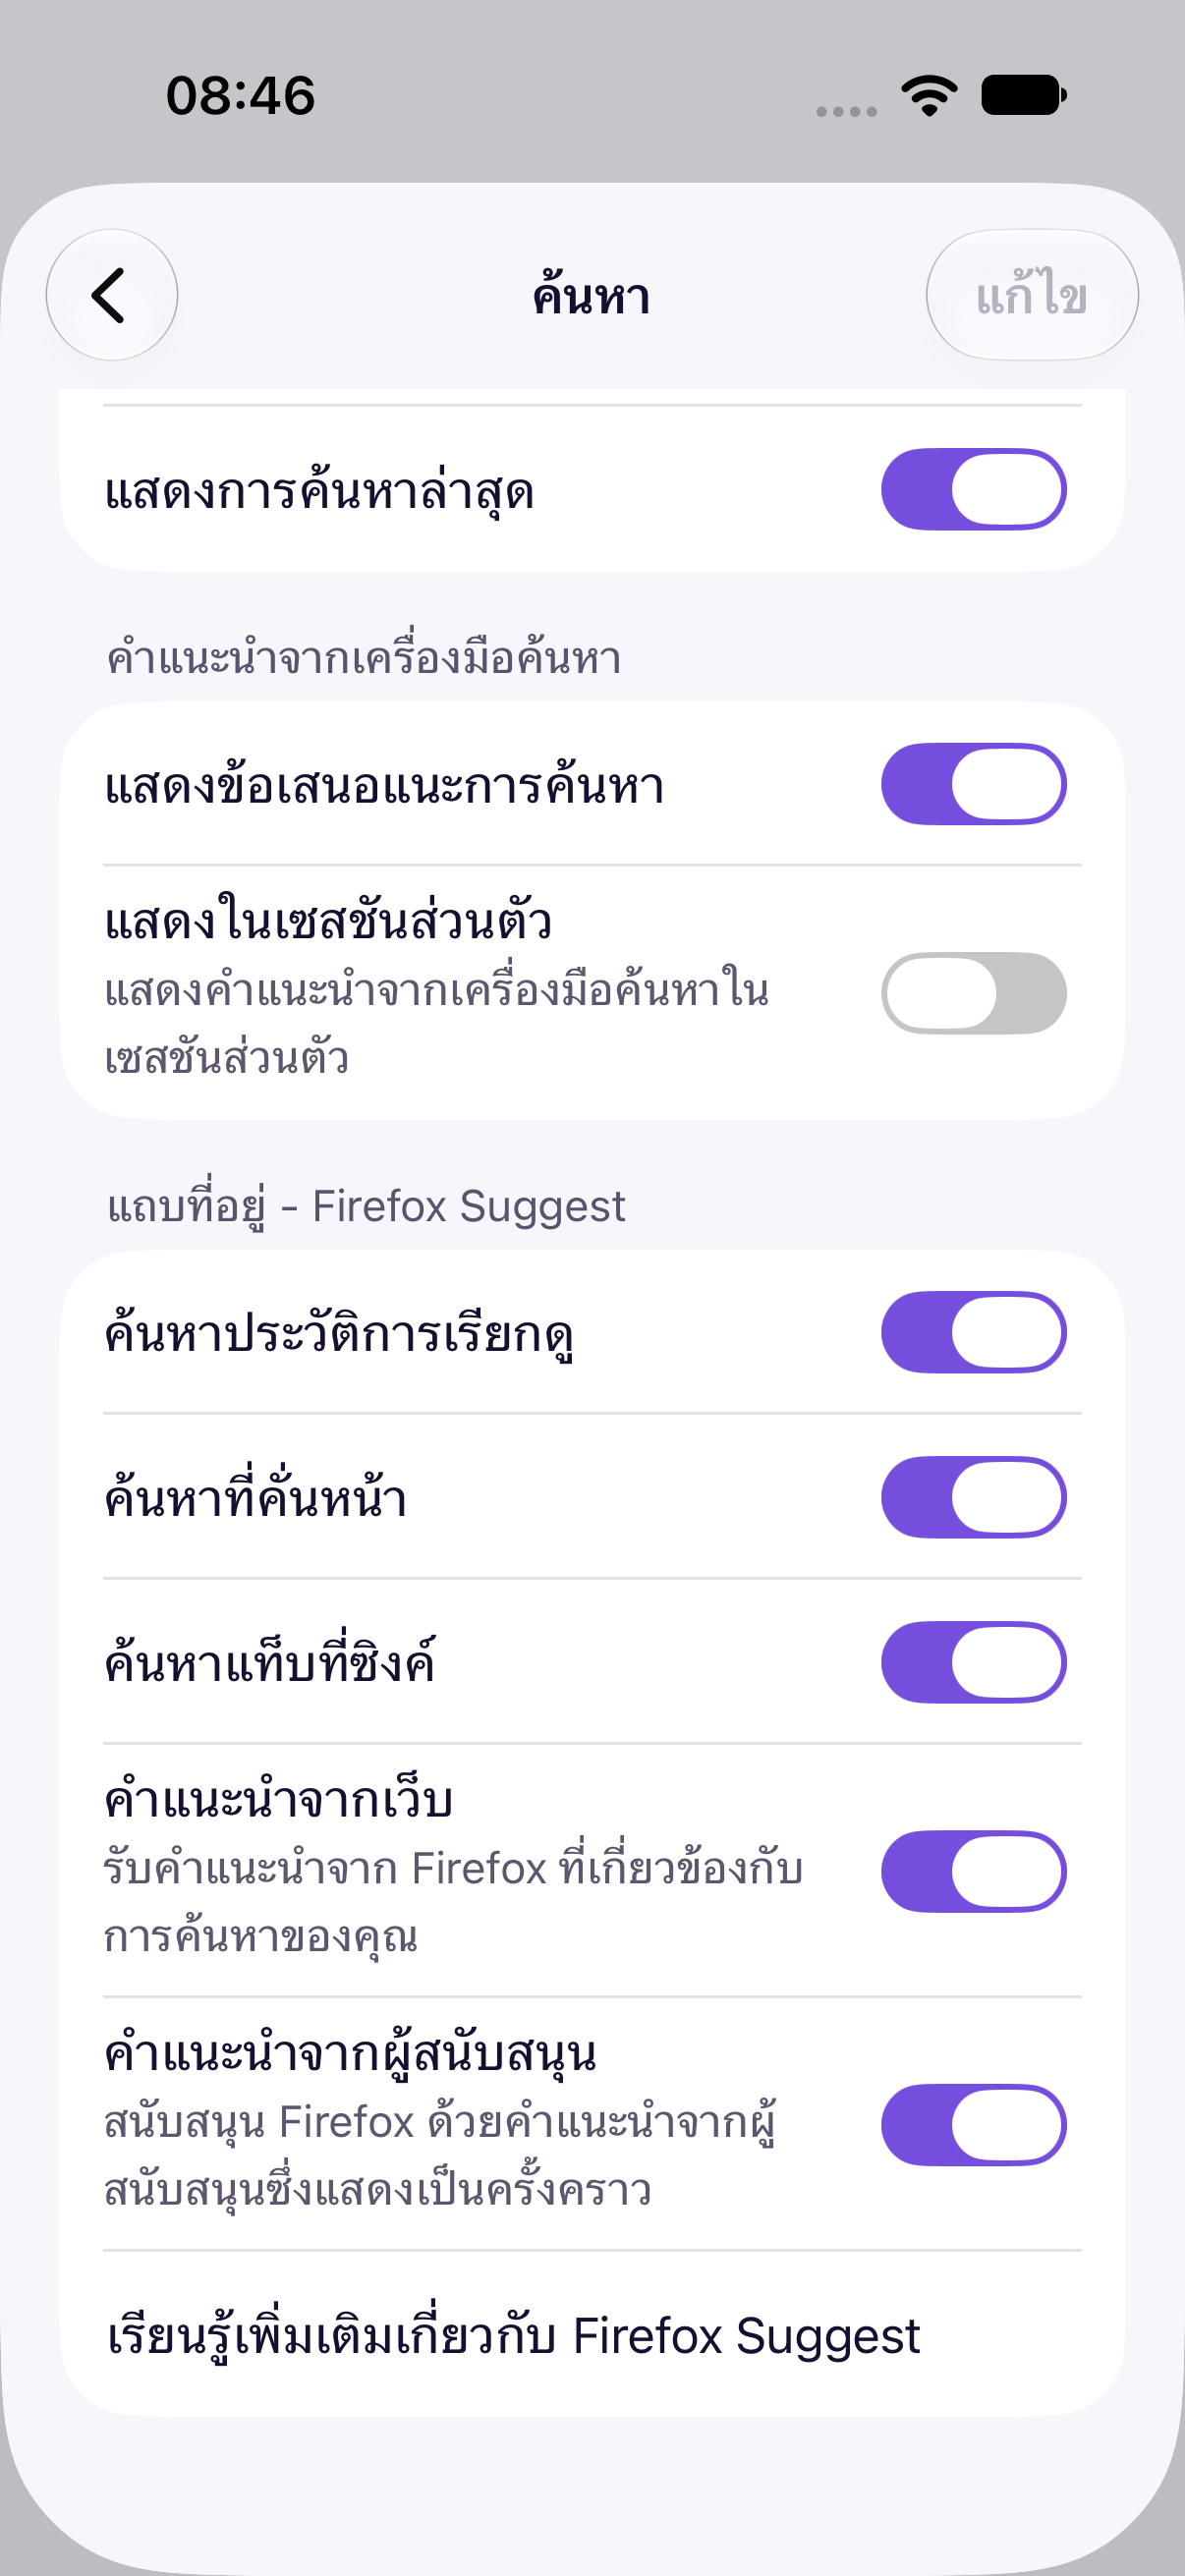 08:46
ค้นหา
แก้ไข
แสดงการค้นหาล่าสุด
คำแนะนำจากเครื่องมือค้นหา
แสดงข้อเสนอแนะการค้นหา
แสดงในเซสชันส่วนตัว
แสดงคำแนะนำจากเครื่องมือค้นหาใน
เซสชันส่วนตัว
แถบที่อยู่ - Firefox Suggest
ค้นหาประวัติการเรียกดู
ค้นหาที่คั่นหน้า
ค้นหาแท็บที่ซิงค์
คำแนะนำจากเว็บ
รับคำแนะนำจาก Firefox ที่เกี่ยวข้องกับ
การค้นหาของคุณ
คำแนะนำจากผู้สนับสนุน
สนับสนุน Firefox ด้วยคำแนะนำจากผู้
สนับสนุนซึ่งแสดงเป็นครั้งคราว
เรียนรู้เพิ่มเติมเกี่ยวกับ Firefox Suggest